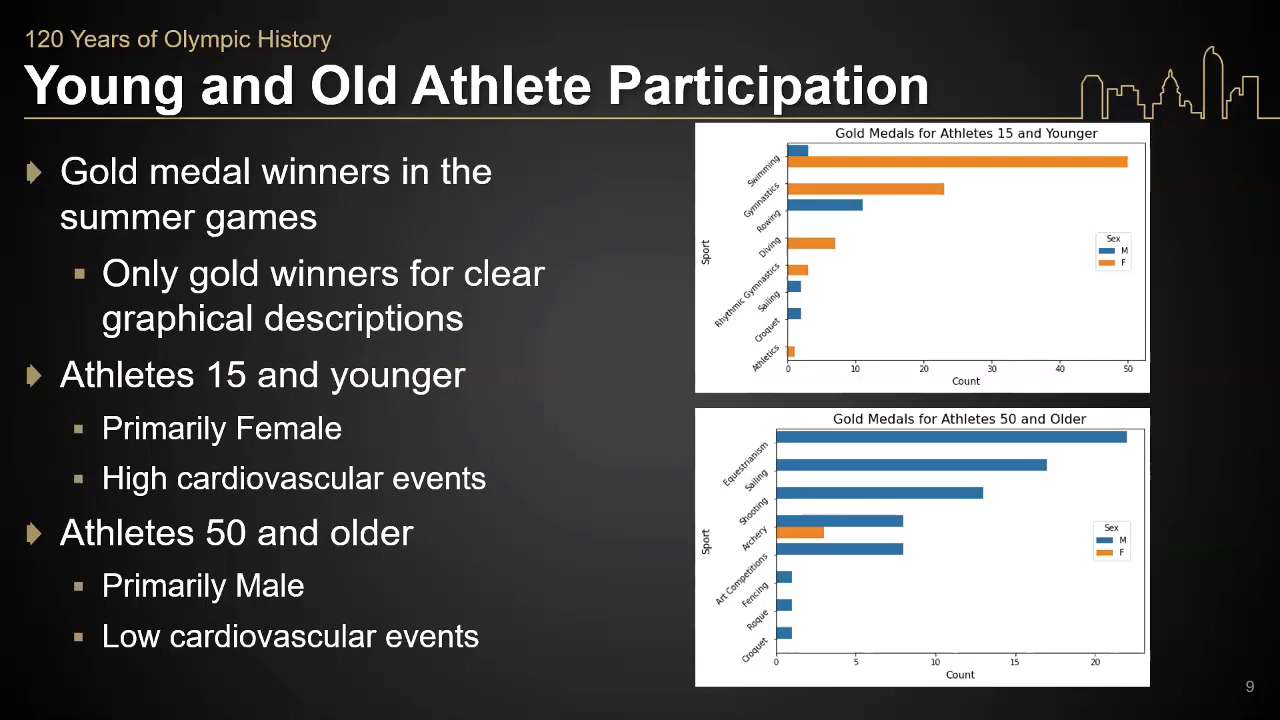 120 Years of Olympic History
Young and Old Athlete Participation
Gold medal winners in the
summer games
Only gold winners for clear
graphical descriptions
Athletes 15 and younger
Primarily Female
High cardiovascular events
Athletes 50 and older
Primarily Male
Low cardiovascular events
Gold Medals for Athletes 15 and Younger
Sport
Swimming
Gymnastics
Rowing
Diving
Rhythmic Gymnastics
Sailing
Croquet
Athletics
Sex
M
F
0 10 20 30 40 50
Count
Gold Medals for Athletes 50 and Older
Sport
Equestrianism
Sailing
Shooting
Archery
Art Competitions
Fencing
Roque
Croquet
Sex
M
F
0 5 10 15 20
Count
9